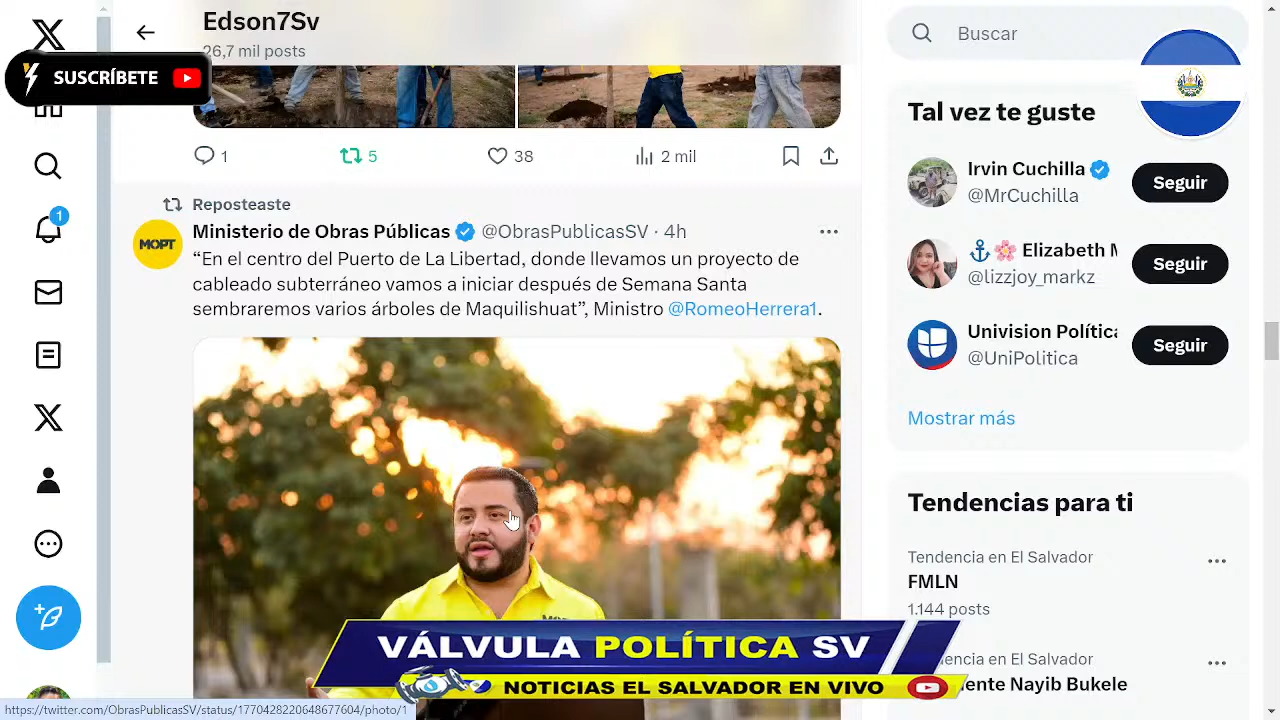 Edson7Sv
26,7 mil posts
SUSCRÍBETE
1
5
38
2 mil
Reposteaste
Ministerio de Obras Públicas @ObrasPublicasSV · 4h
MOPT
“En el centro del Puerto de La Libertad, donde llevamos un proyecto de
cableado subterráneo vamos a iniciar después de Semana Santa
sembraremos varios árboles de Maquilishuat”, Ministro @RomeoHerrera1.
1
VÁLVULA POLÍTICA SV
NOTICIAS EL SALVADOR EN VIVO
https://twitter.com/ObrasPublicasSV/status/1770428220648677604/photo/1
Buscar
Tal vez te guste
Irvin Cuchilla
@MrCuchilla
Seguir
Elizabeth M
@lizzjoy_markz
Seguir
Univision Política
@UniPolitica
Seguir
Mostrar más
Tendencias para ti
Tendencia en El Salvador
FMLN
1.144 posts
encia en El Salvador
ente Nayib Bukele